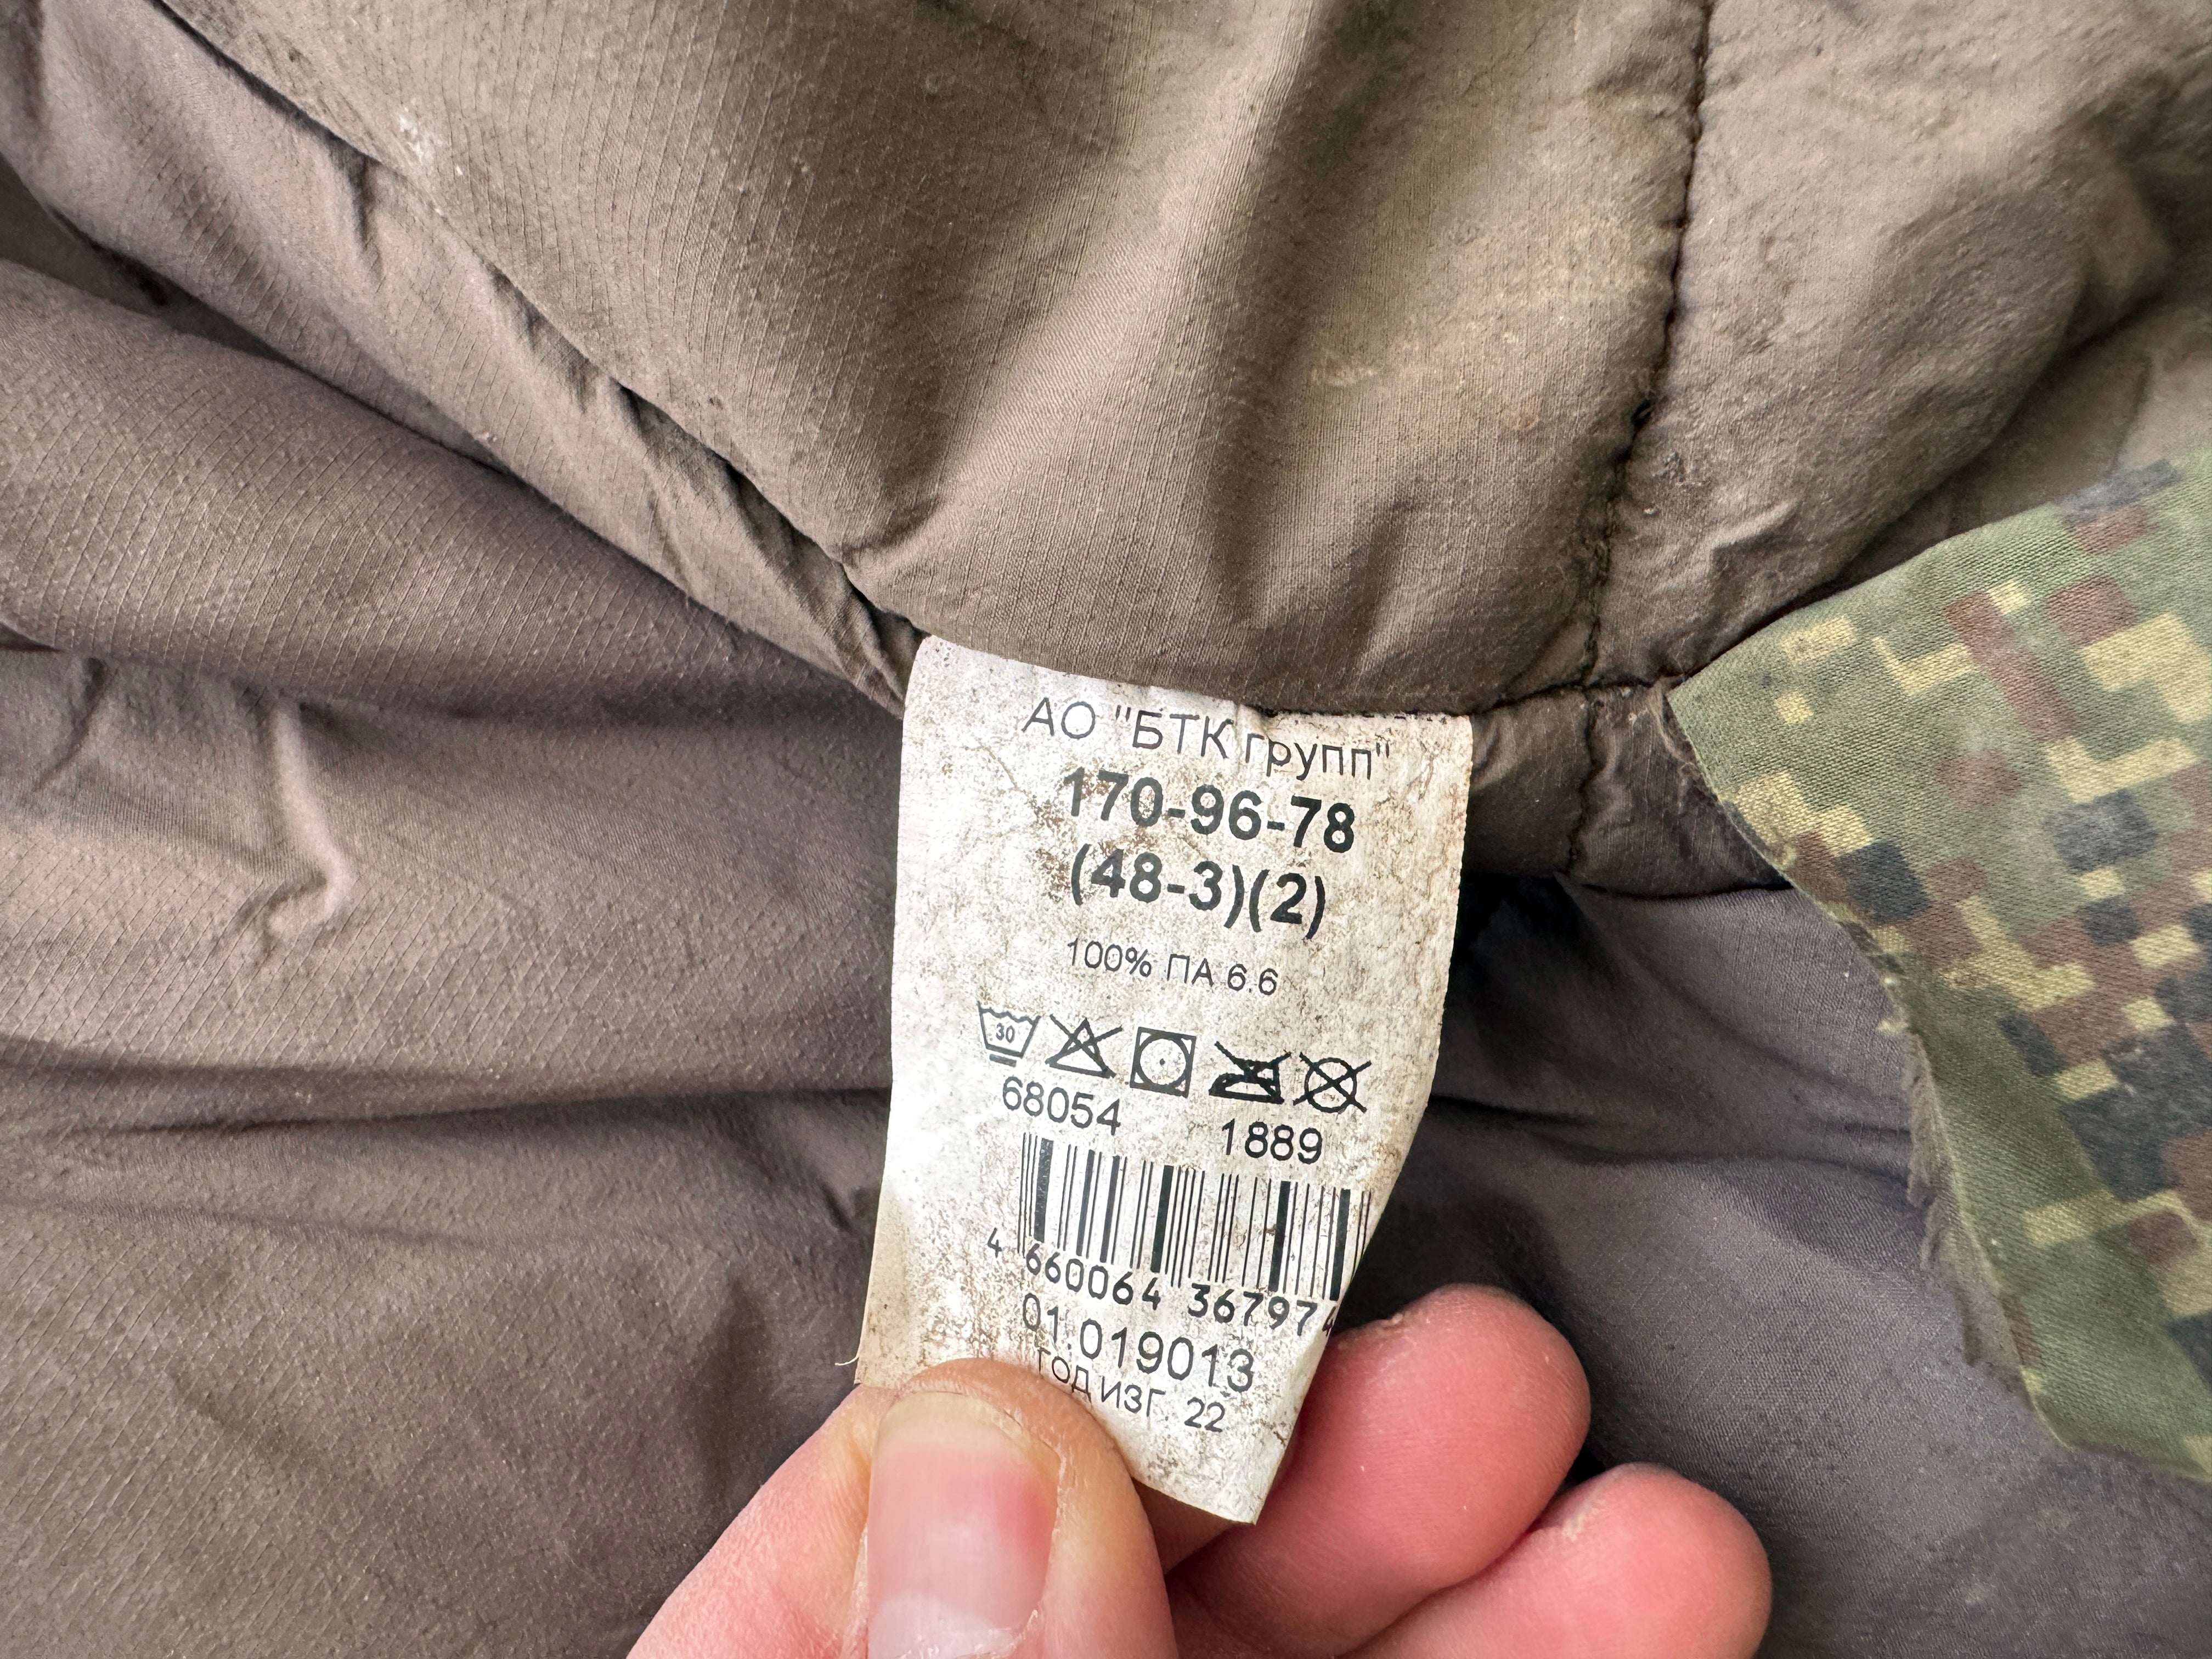 АО "БТК групп"
170-96-78
(48-3)(2)
100% ПА 6.6
30
68054 1889
4 660064 367974
01.019013
ГОД ИЗГ. 22